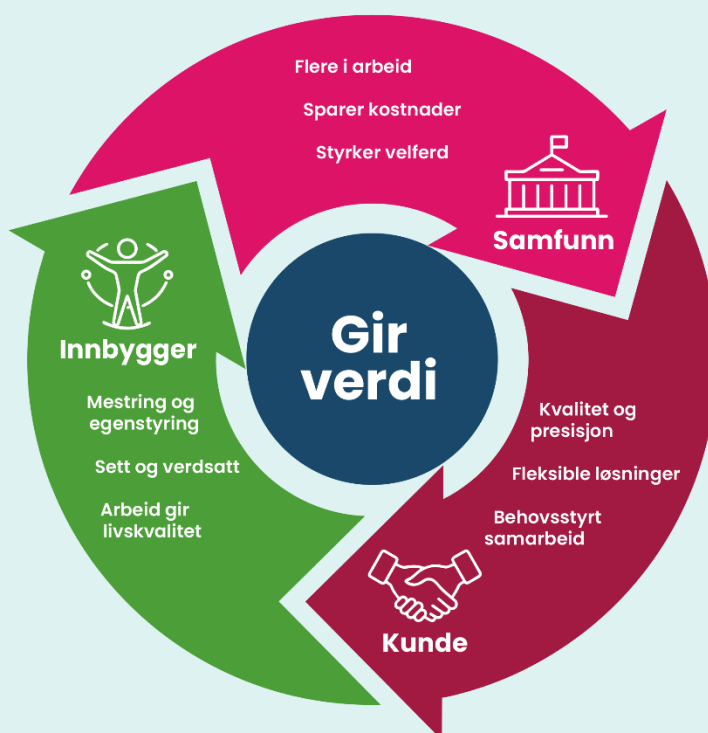 Flere i arbeid
Sparer kostnader
Styrker velferd
Samfunn
Gir
verdi
Innbygger
Mestring og
egenstyring
Sett og verdsatt
Arbeid gir
livskvalitet
Kvalitet og
presisjon
Fleksible løsninger
Behovsstyrt
samarbeid
Kunde